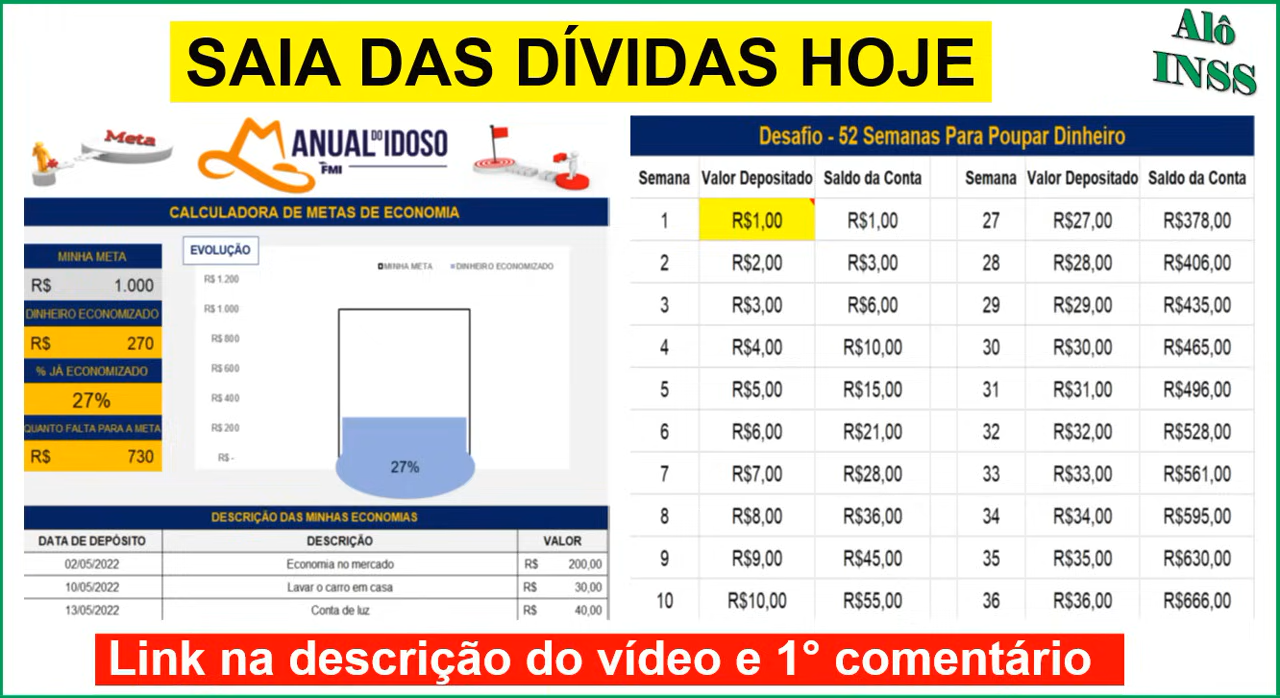 SAIA DAS DÍVIDAS HOJE
Alô
INSS
Meta
MANUAL DO IDOSO
FMI
CALCULADORA DE METAS DE ECONOMIA
MINHA META
R$ 1.000
DINHEIRO ECONOMIZADO
R$ 270
% JÁ ECONOMIZADO
27%
QUANTO FALTA PARA A META
R$ 730
EVOLUÇÃO
MINHA META DINHEIRO ECONOMIZADO
R$ 1.200
R$ 1.000
R$ 800
R$ 600
R$ 400
R$ 200
R$ -
27%
DESCRIÇÃO DAS MINHAS ECONOMIAS
DATA DE DEPÓSITO DESCRIÇÃO VALOR
02/05/2022 Economia no mercado R$ 200,00
10/05/2022 Lavar o carro em casa R$ 30,00
13/05/2022 Conta de luz R$ 40,00
Desafio - 52 Semanas Para Poupar Dinheiro
Semana Valor Depositado Saldo da Conta Semana Valor Depositado Saldo da Conta
1 R$1,00 R$1,00 27 R$27,00 R$378,00
2 R$2,00 R$3,00 28 R$28,00 R$406,00
3 R$3,00 R$6,00 29 R$29,00 R$435,00
4 R$4,00 R$10,00 30 R$30,00 R$465,00
5 R$5,00 R$15,00 31 R$31,00 R$496,00
6 R$6,00 R$21,00 32 R$32,00 R$528,00
7 R$7,00 R$28,00 33 R$33,00 R$561,00
8 R$8,00 R$36,00 34 R$34,00 R$595,00
9 R$9,00 R$45,00 35 R$35,00 R$630,00
10 R$10,00 R$55,00 36 R$36,00 R$666,00
Link na descrição do vídeo e 1° comentário